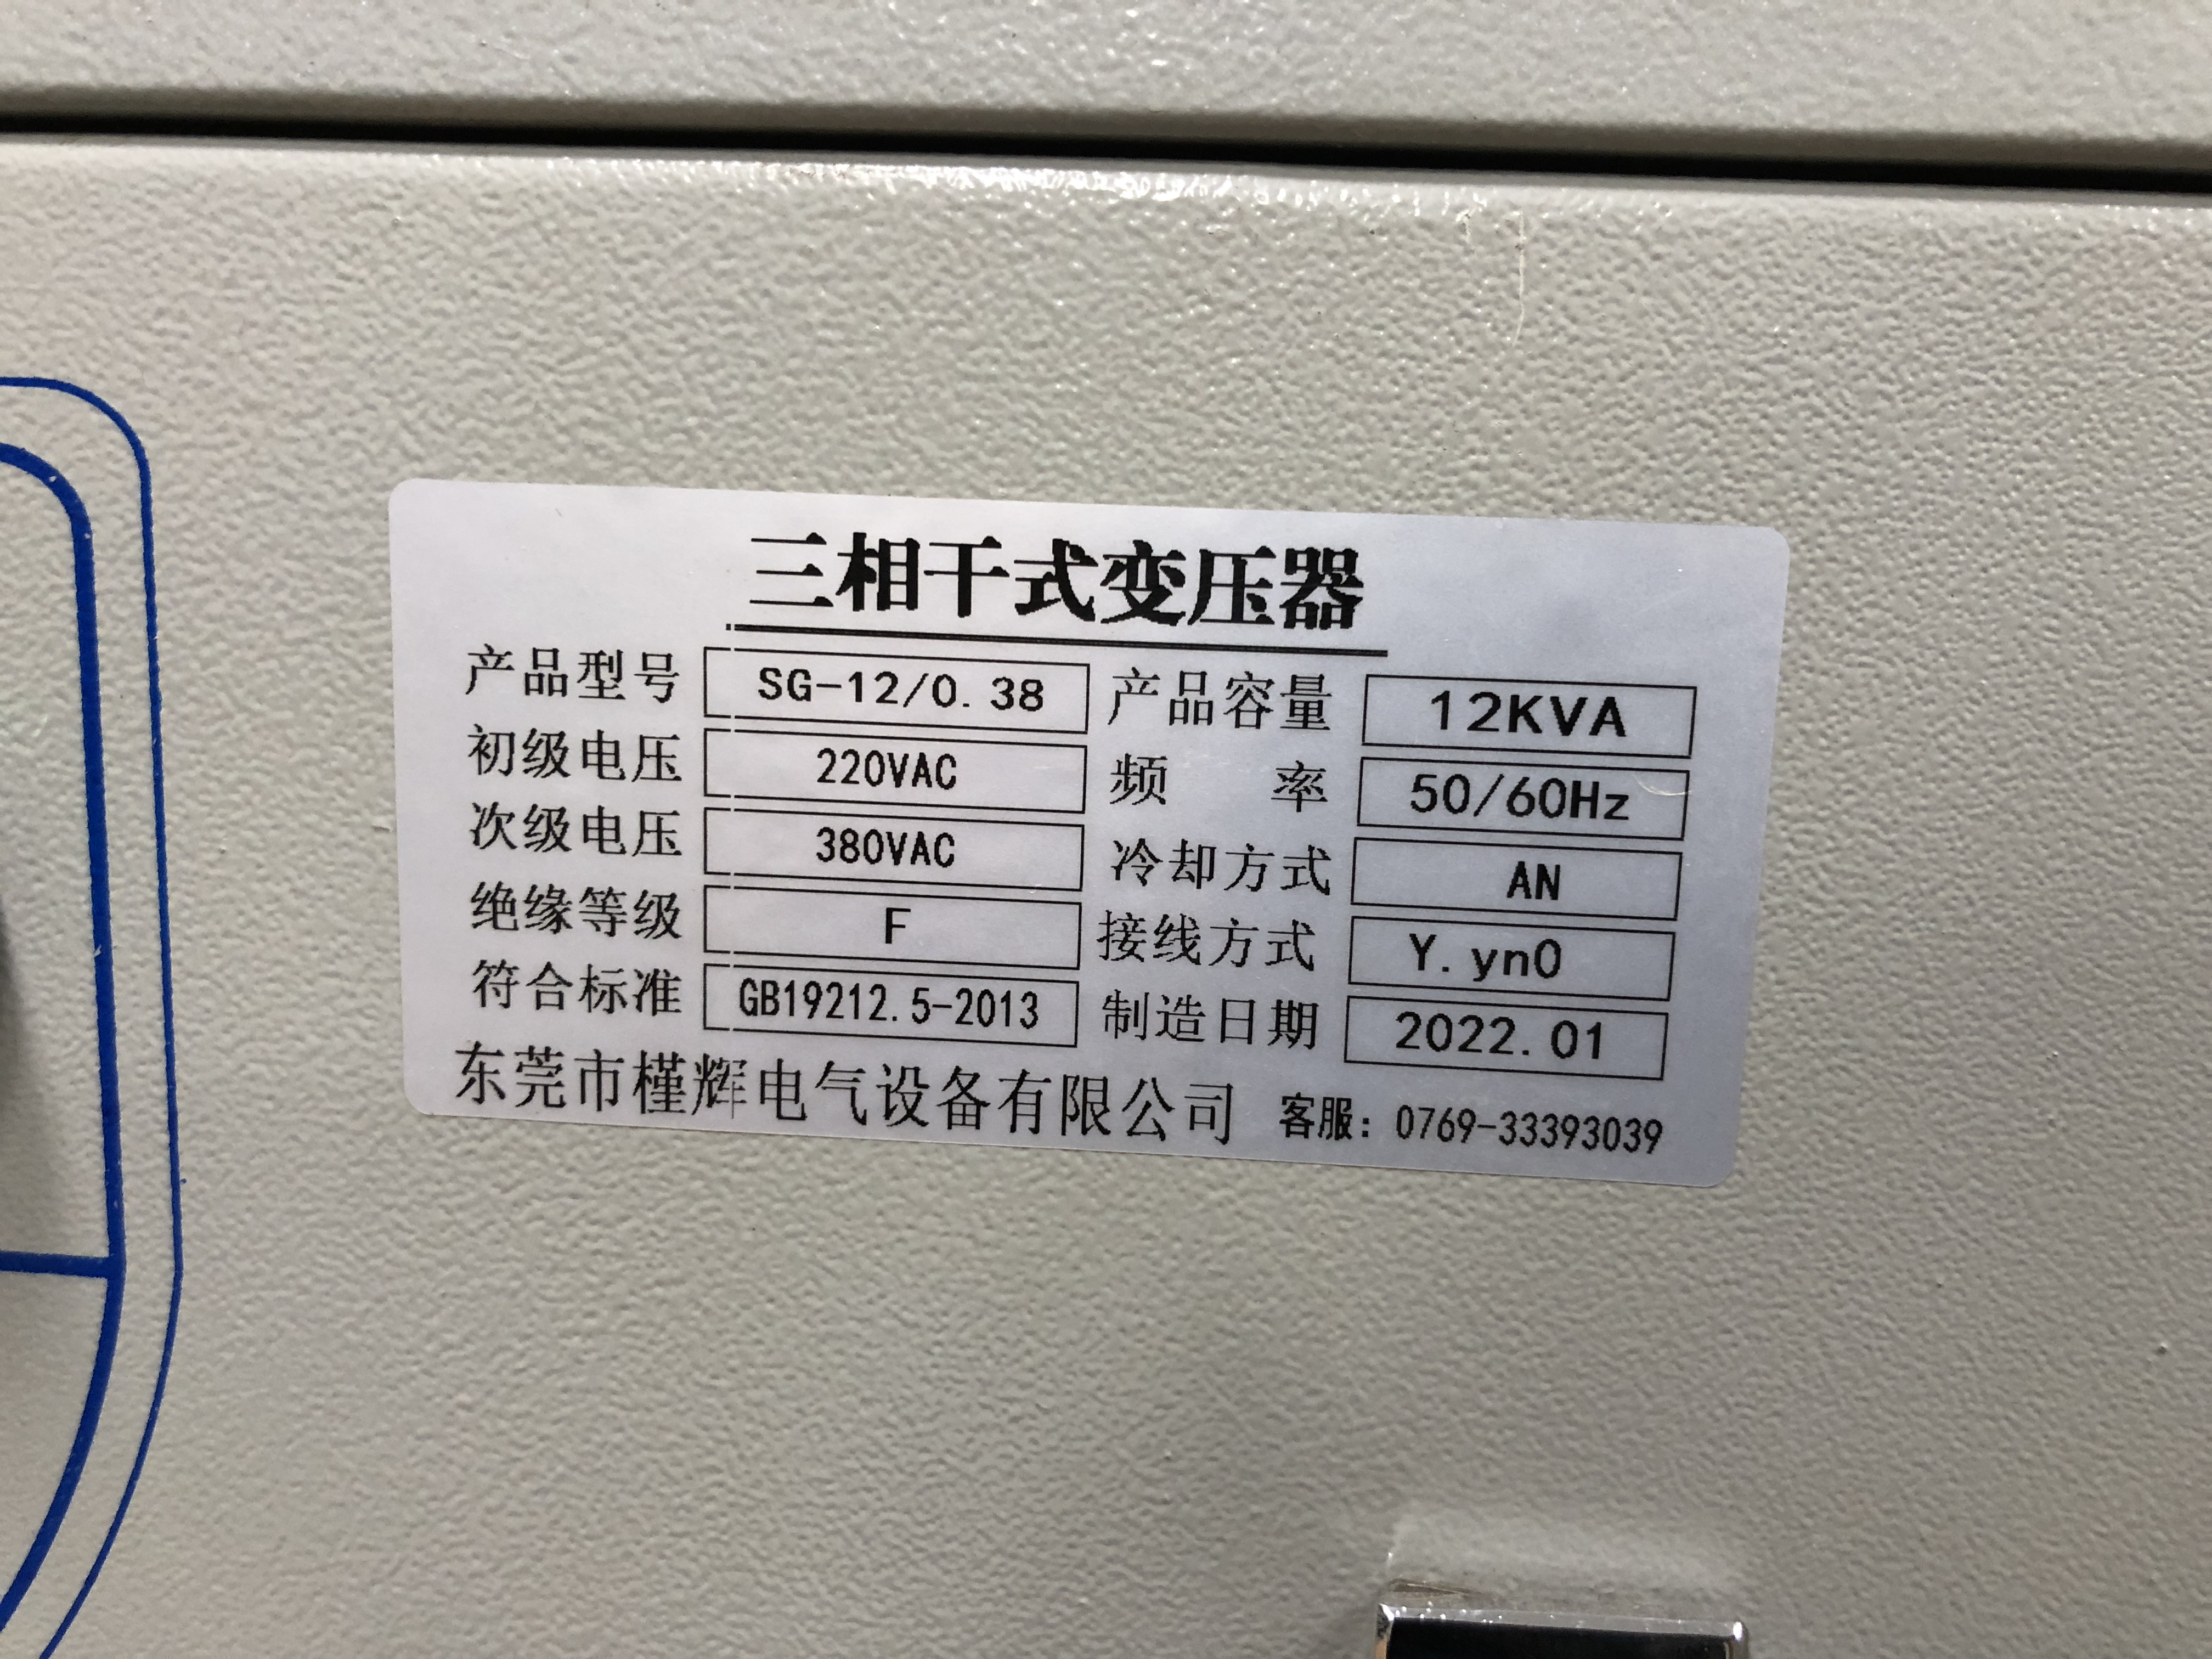 三相干式变压器
产品型号 SG-12/0.38 产品容量 12KVA
初级电压 220VAC 频率 50/60Hz
次级电压 380VAC 冷却方式 AN
绝缘等级 F 接线方式 Y.yn0
符合标准 GB19212.5-2013 制造日期 2022.01
东莞市槿辉电气设备有限公司 客服：0769-33393039